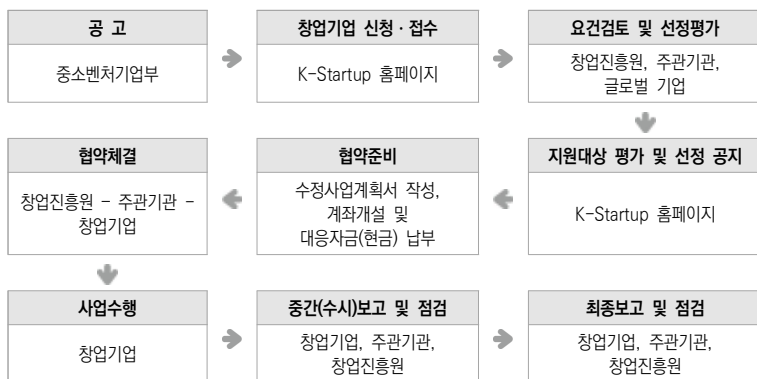 공 고
중소벤처기업부
창업기업 신청 · 접수
K-Startup 홈페이지
요건검토 및 선정평가
창업진흥원, 주관기관,
글로벌 기업
지원대상 평가 및 선정 공지
K-Startup 홈페이지
협약준비
수정사업계획서 작성,
계좌개설 및
대응자금(현금) 납부
협약체결
창업진흥원 - 주관기관 -
창업기업
사업수행
창업기업
중간(수시)보고 및 점검
창업기업, 주관기관,
창업진흥원
최종보고 및 점검
창업기업, 주관기관,
창업진흥원